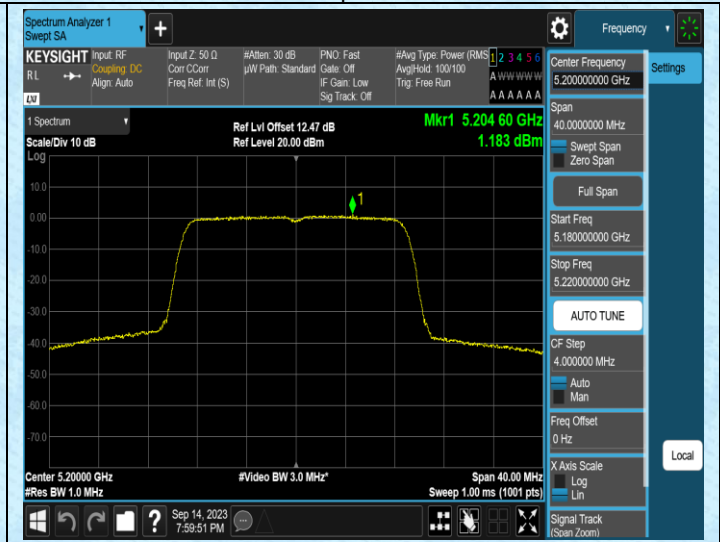 Spectrum Analyzer 1
Swept SA
Frequency
KEYSIGHT
RL
LXI
Input: RF
Coupling: DC
Align: Auto
Input Z: 50 Ω
Corr CCorr
Freq Ref: Int (S)
#Atten: 30 dB
µW Path: Standard
PNO: Fast
Gate: Off
IF Gain: Low
Sig Track: Off
#Avg Type: Power (RMS
Avg|Hold: 100/100
Trig: Free Run
1 2 3 4 5 6
A W W W W W
A A A A A A
1 Spectrum
Scale/Div 10 dB
Log
Ref Lvl Offset 12.47 dB
Ref Level 20.00 dBm
Mkr1 5.204 60 GHz
1.183 dBm
1
10.0
0.00
-10.0
-20.0
-30.0
-40.0
-50.0
-60.0
-70.0
Center 5.20000 GHz
#Res BW 1.0 MHz
#Video BW 3.0 MHz*
Span 40.00 MHz
Sweep 1.00 ms (1001 pts)
Sep 14, 2023
7:59:51 PM
Center Frequency
5.200000000 GHz
Span
40.0000000 MHz
Swept Span
Zero Span
Full Span
Start Freq
5.180000000 GHz
Stop Freq
5.220000000 GHz
AUTO TUNE
CF Step
4.000000 MHz
Auto
Man
Freq Offset
0 Hz
X Axis Scale
Log
Lin
Signal Track
(Span Zoom)
Settings
Local